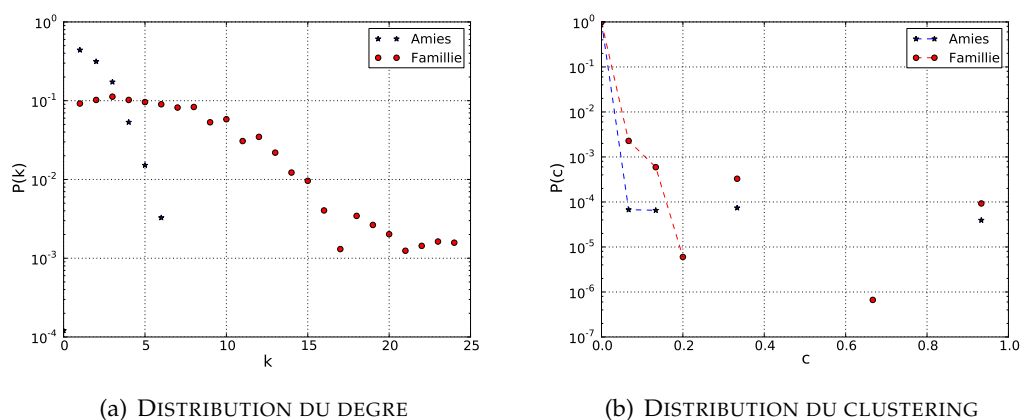 10^0
10^-1
10^-2
10^-3
10^-4
P(k)
0 5 10 15 20 25
k
Amies
Famillie
(a) DISTRIBUTION DU DEGRE
10^0
10^-1
10^-2
10^-3
10^-4
10^-5
10^-6
10^-7
P(c)
0.0 0.2 0.4 0.6 0.8 1.0
c
Amies
Famillie
(b) DISTRIBUTION DU CLUSTERING